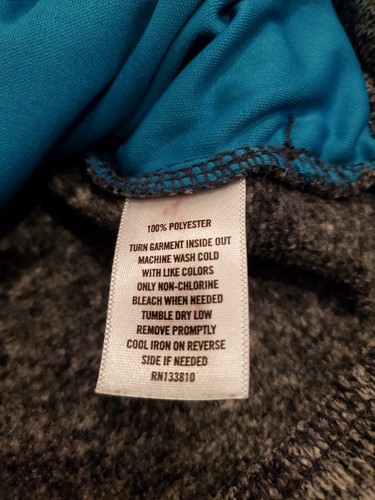 100% POLYESTER
TURN GARMENT INSIDE OUT
MACHINE WASH COLD
WITH LIKE COLORS
ONLY NON-CHLORINE
BLEACH WHEN NEEDED
TUMBLE DRY LOW
REMOVE PROMPTLY
COOL IRON ON REVERSE
SIDE IF NEEDED
RN133810